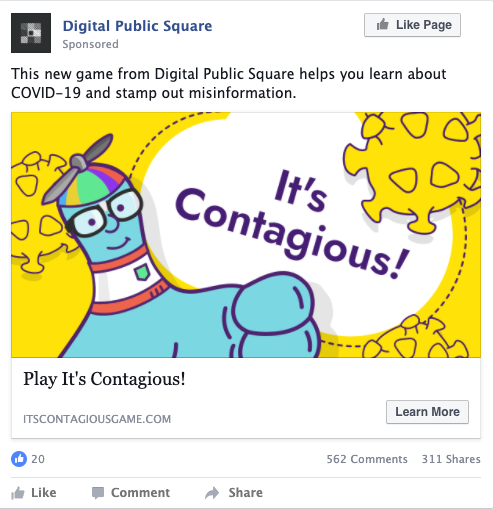 Digital Public Square
Like Page
Sponsored
This new game from Digital Public Square helps you learn about
COVID-19 and stamp out misinformation.
It's
Contagious!
Play It's Contagious!
ITSCONTAGIOUSGAME.COM
Learn More
20
562 Comments 311 Shares
Like Comment Share